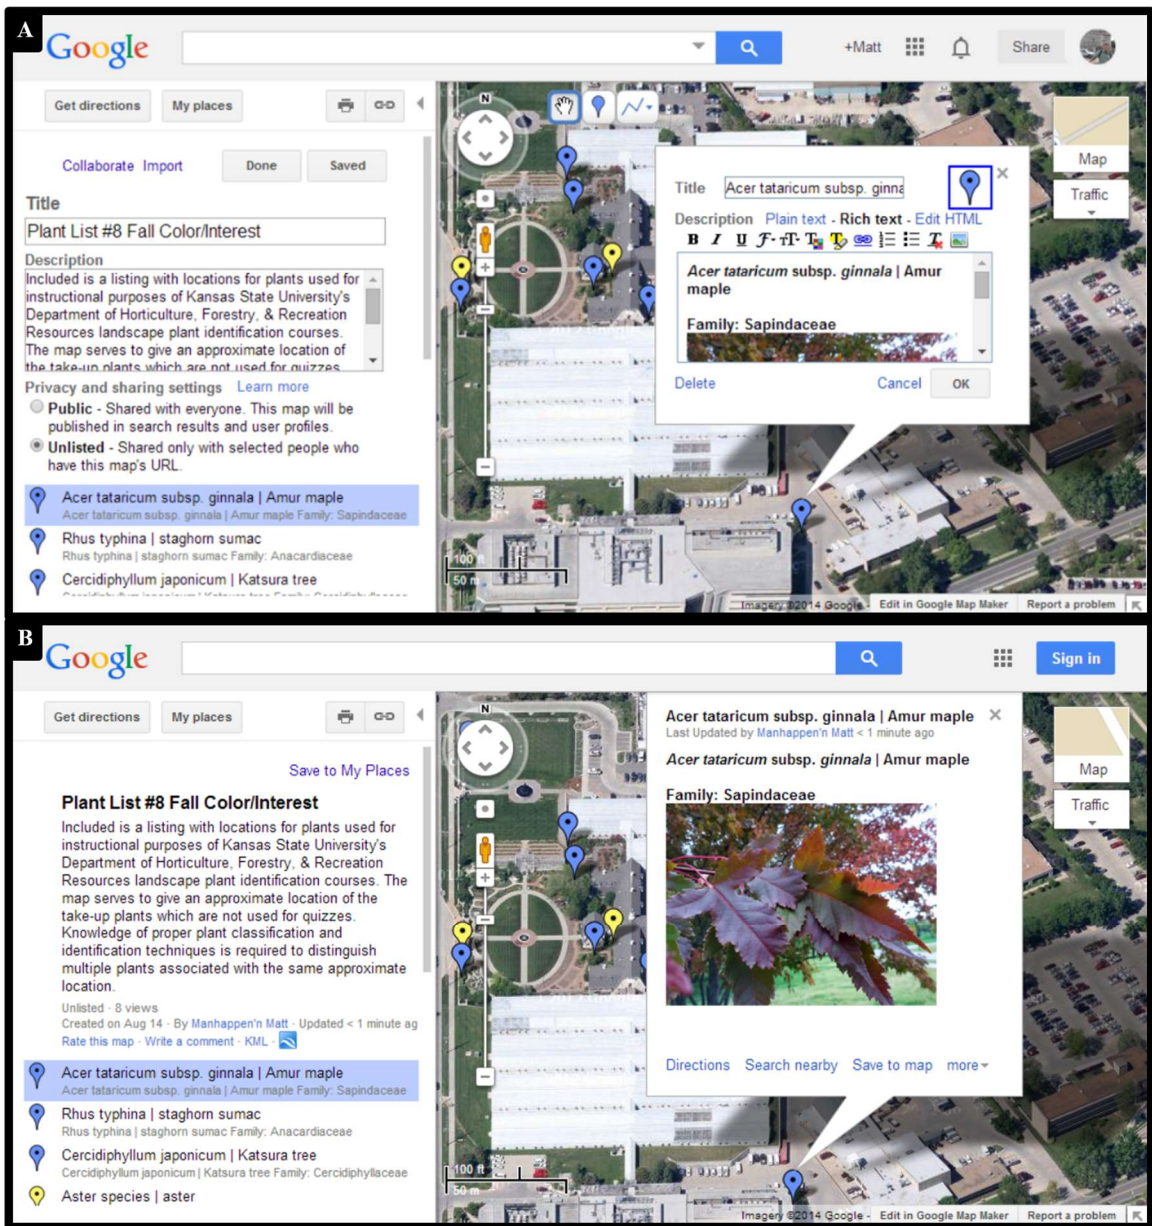 A
Google
+Matt
Share
Get directions
My places
Collaborate Import
Done
Saved
Title
Plant List #8 Fall Color/Interest
Description
Included is a listing with locations for plants used for
instructional purposes of Kansas State University's
Department of Horticulture, Forestry, & Recreation
Resources landscape plant identification courses.
The map serves to give an approximate location of
the take-up plants which are not used for quizzes.
Privacy and sharing settings Learn more
Public - Shared with everyone. This map will be
published in search results and user profiles.
Unlisted - Shared only with selected people who
have this map's URL.
Acer tataricum subsp. ginnala | Amur maple
Acer tataricum subsp. ginnala | Amur maple Family: Sapindaceae
Rhus typhina | staghorn sumac
Rhus typhina | staghorn sumac Family: Anacardiaceae
Cercidiphyllum japonicum | Katsura tree
Cercidiphyllum japonicum | Katsura tree Family: Cercidiphyllaceae
N
Title
Acer tataricum subsp. ginna
Description Plain text - Rich text - Edit HTML
B I U
Acer tataricum subsp. ginnala | Amur
maple
Family: Sapindaceae
Delete
Cancel
OK
Map
Traffic
100 ft
50 m
Imagery ©2014 Google - Edit in Google Map Maker Report a problem
B
Google
Sign in
Get directions
My places
Save to My Places
Plant List #8 Fall Color/Interest
Included is a listing with locations for plants used for
instructional purposes of Kansas State University's
Department of Horticulture, Forestry, & Recreation
Resources landscape plant identification courses. The
map serves to give an approximate location of the
take-up plants which are not used for quizzes.
Knowledge of proper plant classification and
identification techniques is required to distinguish
multiple plants associated with the same approximate
location.
Unlisted · 8 views
Created on Aug 14 · By Manhappen'n Matt · Updated < 1 minute ag
Rate this map · Write a comment · KML ·
Acer tataricum subsp. ginnala | Amur maple
Acer tataricum subsp. ginnala | Amur maple Family: Sapindaceae
Rhus typhina | staghorn sumac
Rhus typhina | staghorn sumac Family: Anacardiaceae
Cercidiphyllum japonicum | Katsura tree
Cercidiphyllum japonicum | Katsura tree Family: Cercidiphyllaceae
Aster species | aster
N
Acer tataricum subsp. ginnala | Amur maple
Last Updated by Manhappen'n Matt < 1 minute ago
Acer tataricum subsp. ginnala | Amur maple
Family: Sapindaceae
Directions Search nearby Save to map more
Map
Traffic
100 ft
50 m
Imagery ©2014 Google - Edit in Google Map Maker Report a problem